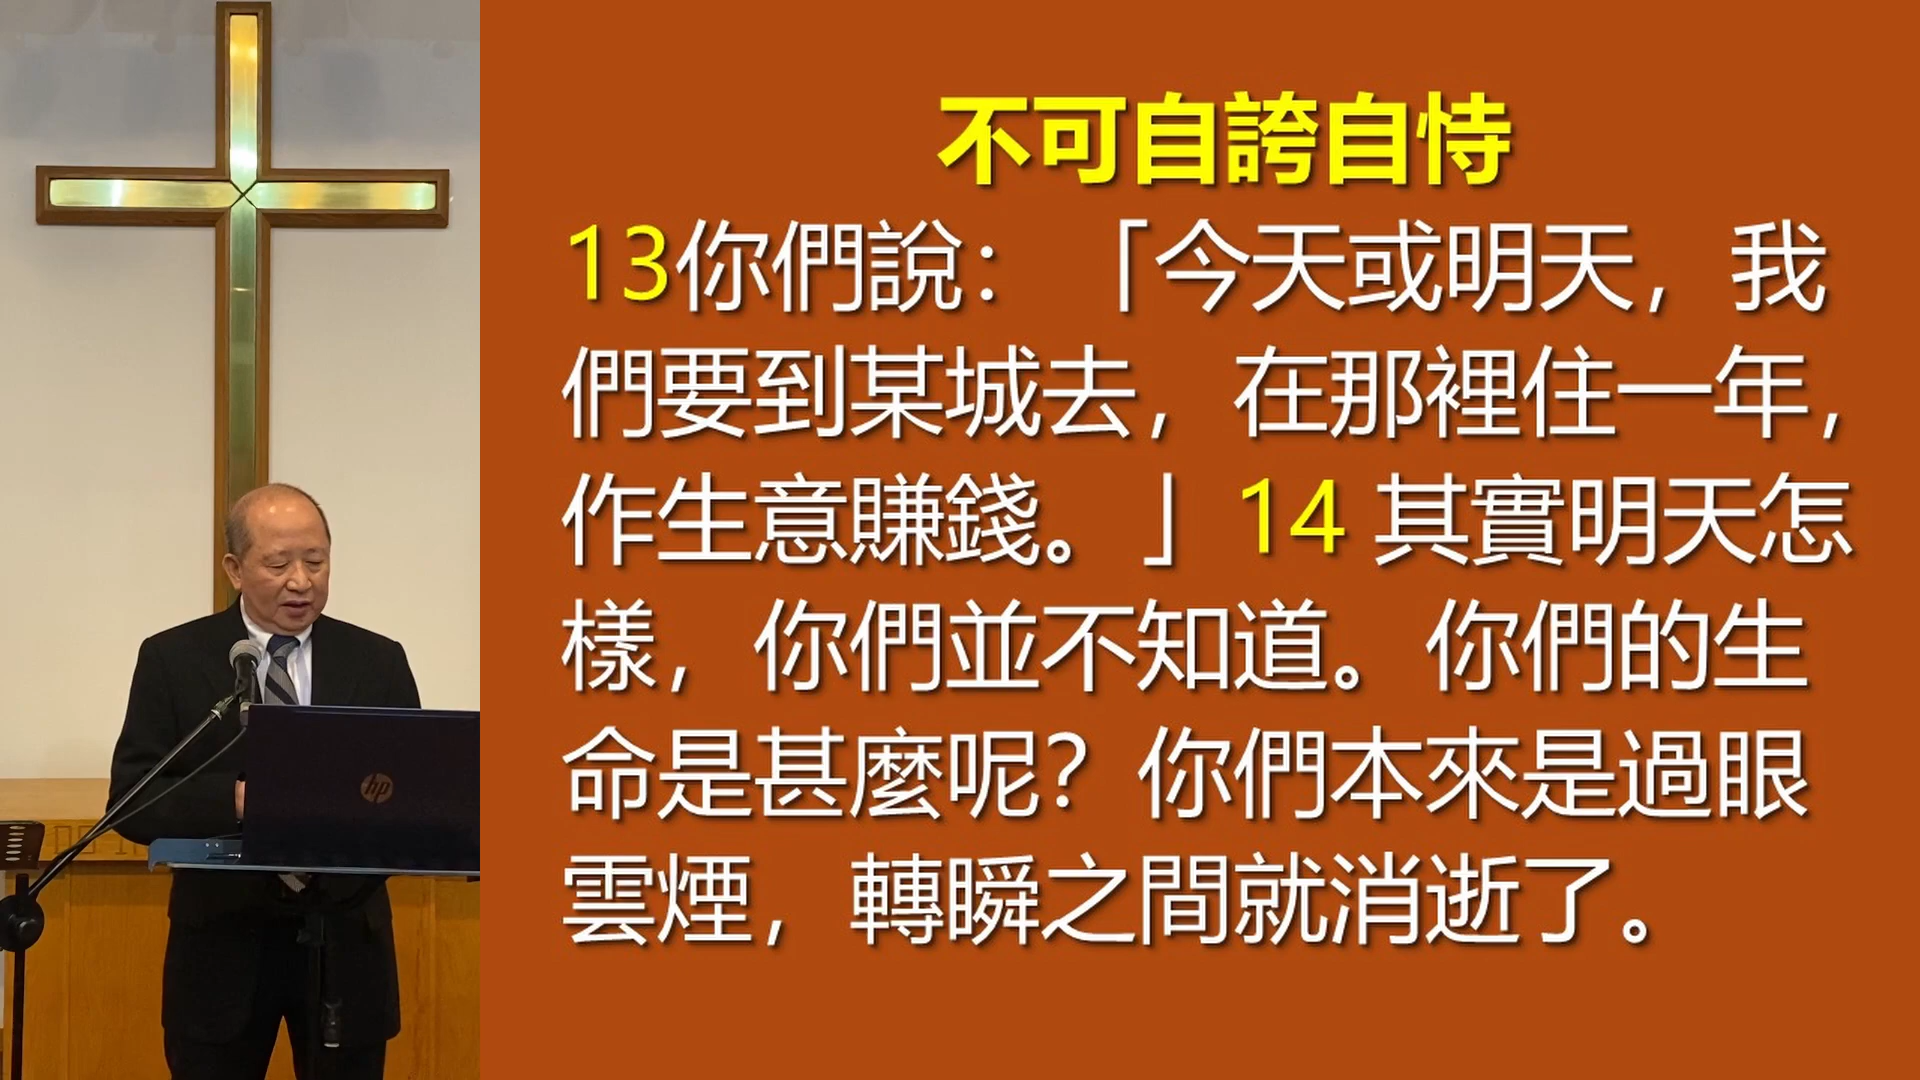 不可自誇自恃
13你們說：「今天或明天，我
們要到某城去，在那裡住一年，
作生意賺錢。」14 其實明天怎
樣，你們並不知道。你們的生
命是甚麼呢？你們本來是過眼
雲煙，轉瞬之間就消逝了。
hp